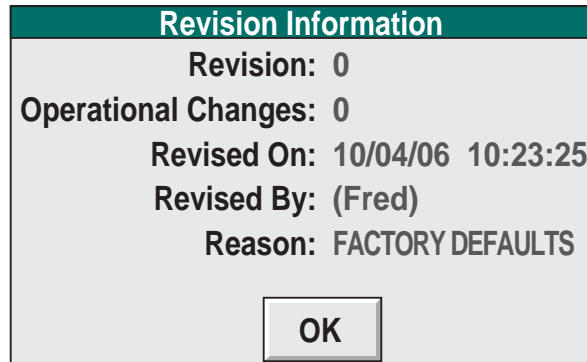 Revision Information
Revision: 0
Operational Changes: 0
Revised On: 10/04/06 10:23:25
Revised By: (Fred)
Reason: FACTORY DEFAULTS
OK